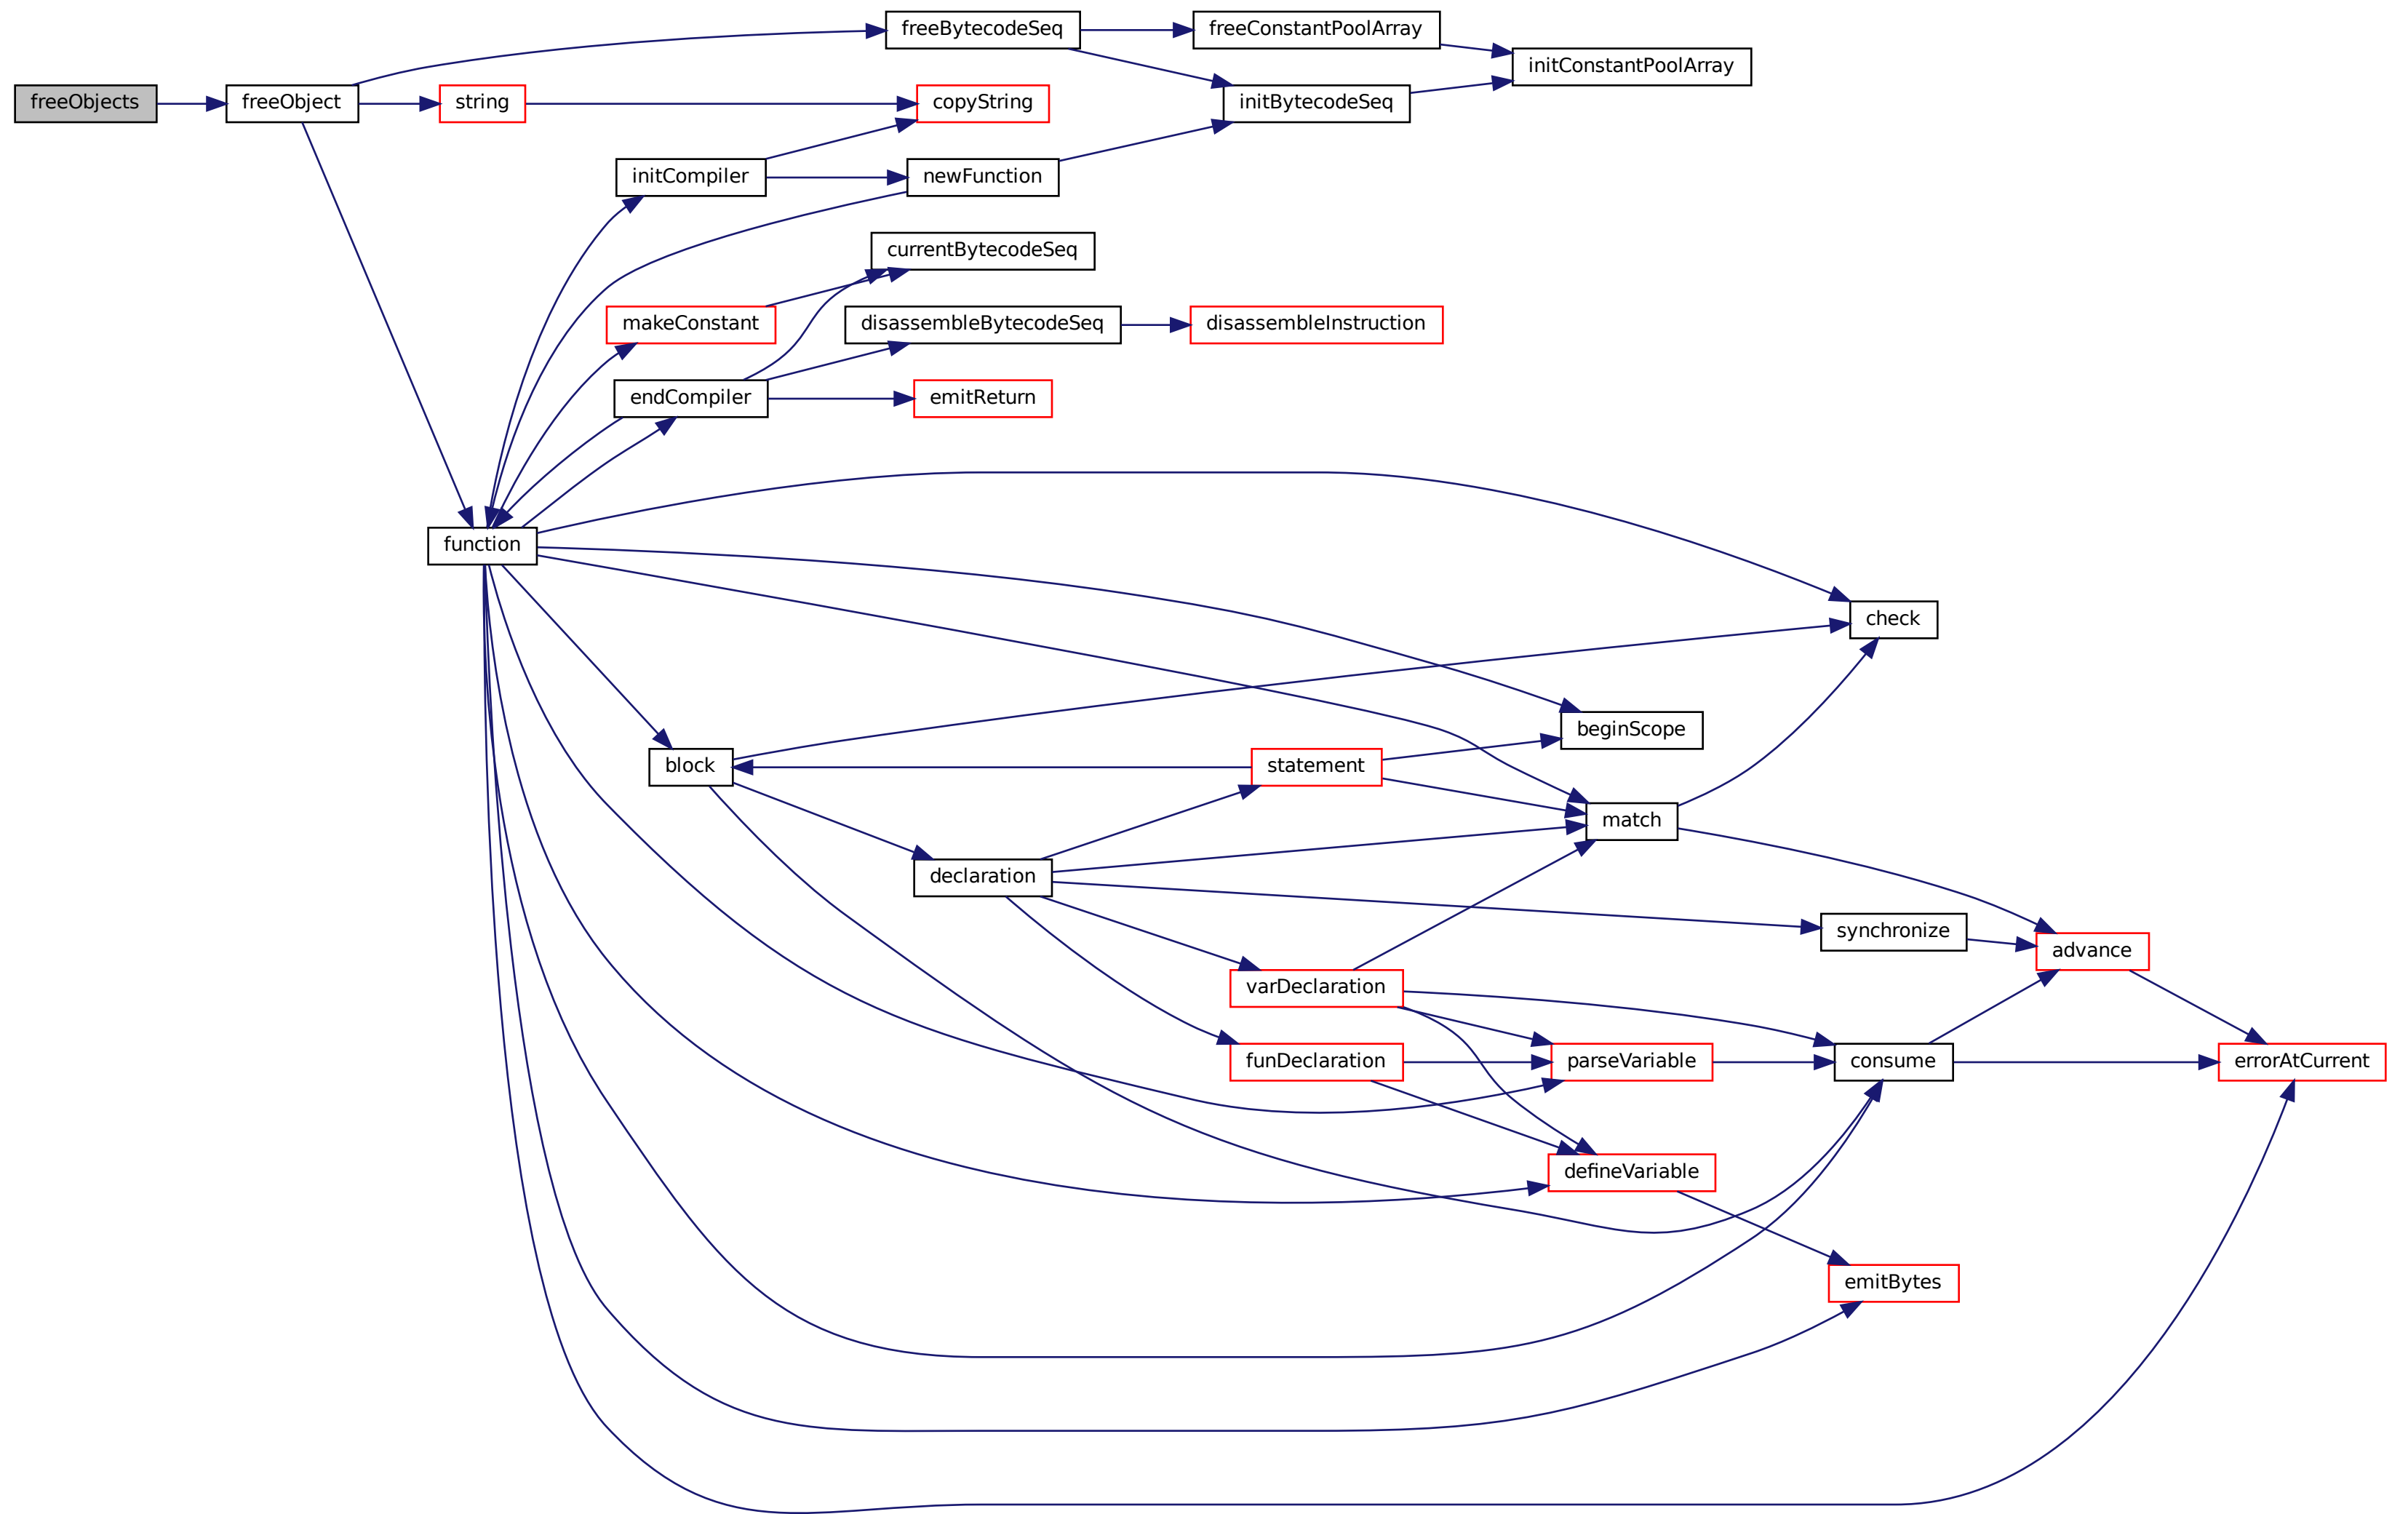 freeBytecodeSeq
freeConstantPoolArray
initConstantPoolArray
freeObjects
freeObject
string
copyString
initBytecodeSeq
initCompiler
newFunction
currentBytecodeSeq
makeConstant
disassembleBytecodeSeq
disassembleInstruction
endCompiler
emitReturn
function
check
beginScope
block
statement
match
declaration
synchronize
advance
varDeclaration
funDeclaration
parseVariable
consume
errorAtCurrent
defineVariable
emitBytes